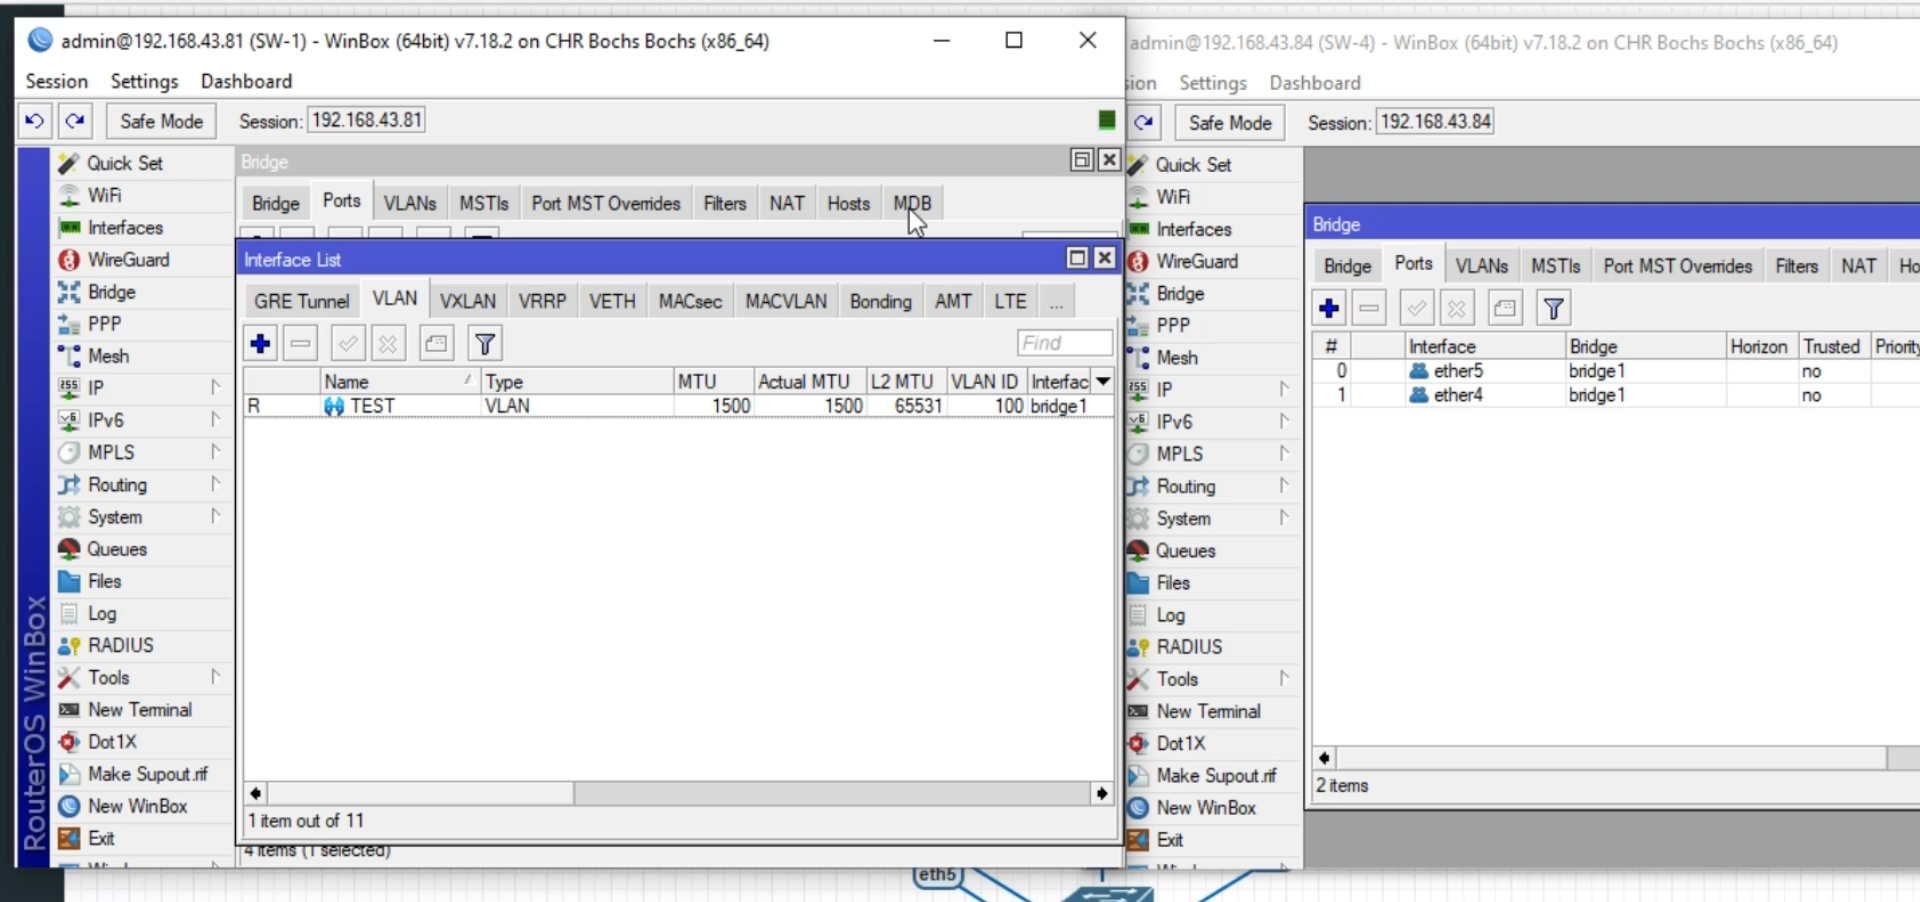 admin@192.168.43.81 (SW-1) - WinBox (64bit) v7.18.2 on CHR Bochs Bochs (x86_64)
Session Settings Dashboard
Safe Mode Session: 192.168.43.81
RouterOS WinBox
Quick Set
WiFi
Interfaces
WireGuard
Bridge
PPP
Mesh
IP
IPv6
MPLS
Routing
System
Queues
Files
Log
RADIUS
Tools
New Terminal
Dot1X
Make Supout.rif
New WinBox
Exit
Bridge
Bridge Ports VLANs MSTIs Port MST Overrides Filters NAT Hosts MDB
Interface List
GRE Tunnel VLAN VXLAN VRRP VETH MACsec MACVLAN Bonding AMT LTE ...
Find
Name Type MTU Actual MTU L2 MTU VLAN ID Interfac
R TEST VLAN 1500 1500 65531 100 bridge1
1 item out of 11
4 items (1 selected)
eth5
admin@192.168.43.84 (SW-4) - WinBox (64bit) v7.18.2 on CHR Bochs Bochs (x86_64)
sion Settings Dashboard
Safe Mode Session: 192.168.43.84
Quick Set
WiFi
Interfaces
WireGuard
Bridge
PPP
Mesh
IP
IPv6
MPLS
Routing
System
Queues
Files
Log
RADIUS
Tools
New Terminal
Dot1X
Make Supout.rif
New WinBox
Exit
Bridge
Bridge Ports VLANs MSTIs Port MST Overrides Filters NAT Ho
# Interface Bridge Horizon Trusted Priority
0 ether5 bridge1 no
1 ether4 bridge1 no
2 items